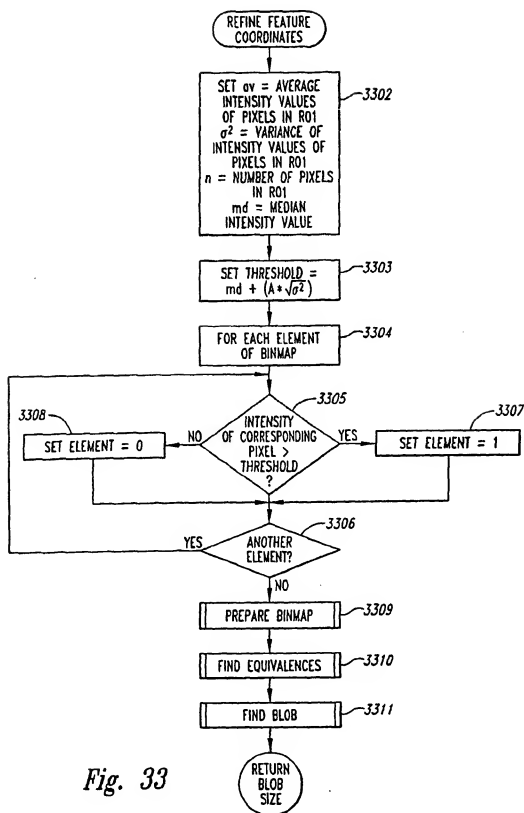 REFINE FEATURE
COORDINATES
SET av = AVERAGE
INTENSITY VALUES
OF PIXELS IN RO1
σ² = VARIANCE OF
INTENSITY VALUES OF
PIXELS IN RO1
n = NUMBER OF PIXELS
IN RO1
md = MEDIAN
INTENSITY VALUE
3302
SET THRESHOLD =
md + (A*√σ²)
3303
FOR EACH ELEMENT
OF BINMAP
3304
3305
INTENSITY
OF CORRESPONDING
PIXEL >
THRESHOLD
?
NO
YES
3308
SET ELEMENT = 0
3307
SET ELEMENT = 1
3306
ANOTHER
ELEMENT?
YES
NO
PREPARE BINMAP
3309
FIND EQUIVALENCES
3310
FIND BLOB
3311
RETURN
BLOB
SIZE
Fig. 33